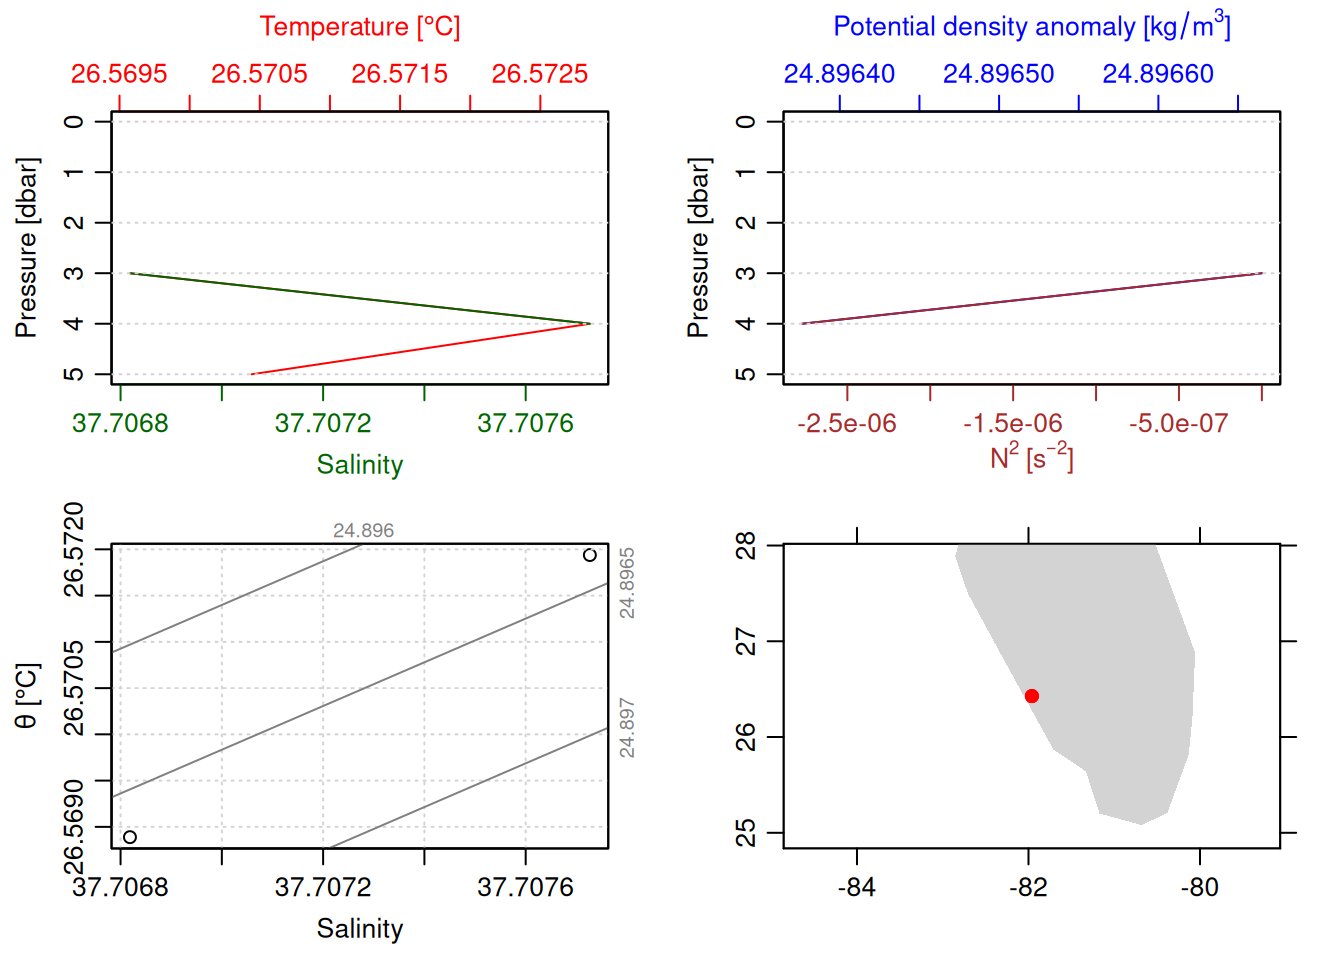 Temperature [°C]
26.5695 26.5705 26.5715 26.5725
0 1 2 3 4 5
Pressure [dbar]
37.7068 37.7072 37.7076
Salinity
Potential density anomaly [kg/m³]
24.89640 24.89650 24.89660
0 1 2 3 4 5
Pressure [dbar]
-2.5e-06 -1.5e-06 -5.0e-07
N² [s⁻²]
24.896
24.8965
24.897
26.5690 26.5705 26.5720
θ [°C]
37.7068 37.7072 37.7076
Salinity
28
27
26
25
-84 -82 -80